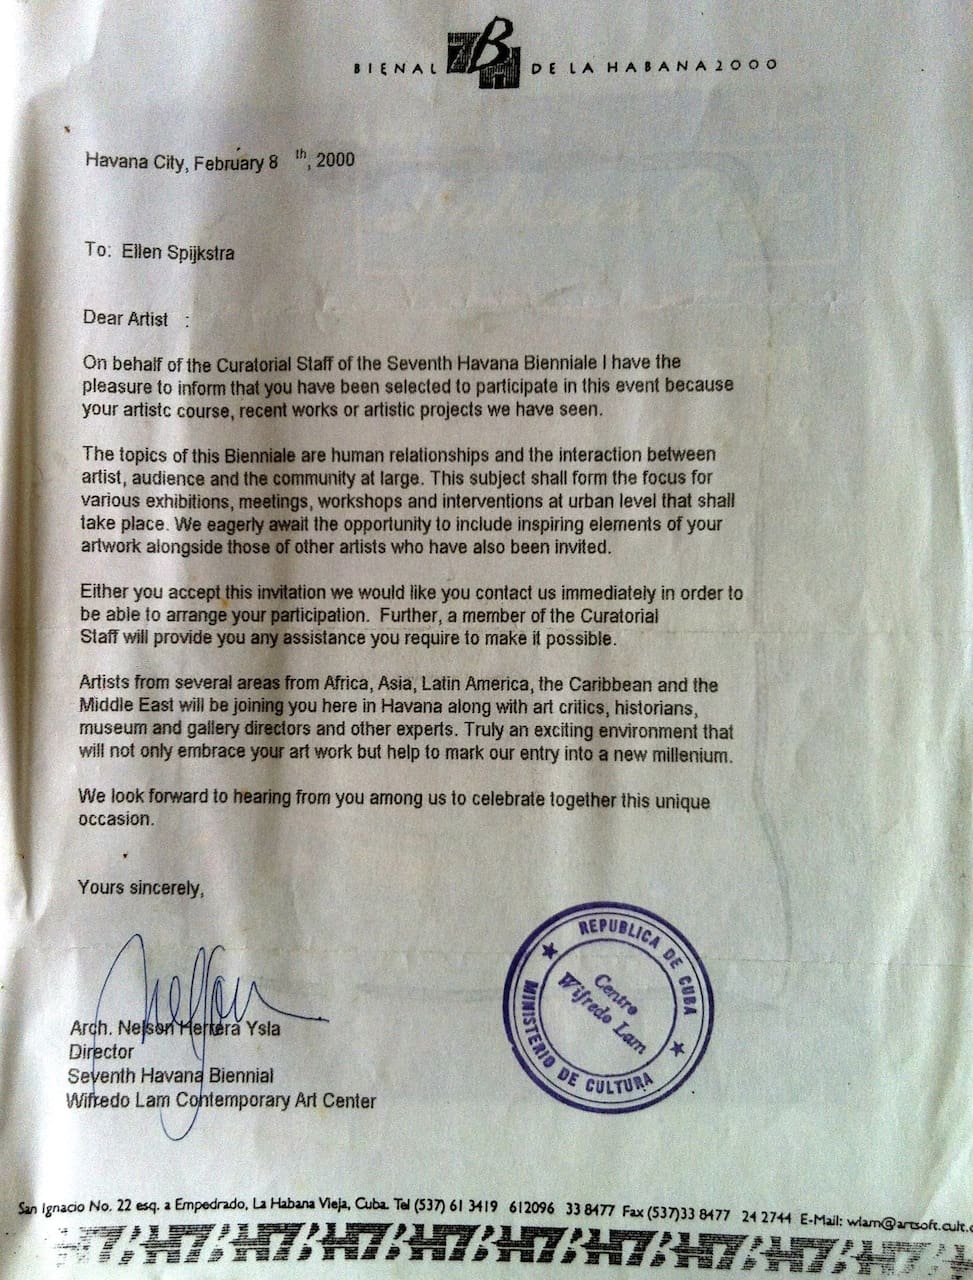 BIENAL 7BH DE LA HABANA 2000
Havana City, February 8 th, 2000
To: Ellen Spijkstra
Dear Artist :
On behalf of the Curatorial Staff of the Seventh Havana Bienniale I have the
pleasure to inform that you have been selected to participate in this event because
your artistc course, recent works or artistic projects we have seen.
The topics of this Bienniale are human relationships and the interaction between
artist, audience and the community at large. This subject shall form the focus for
various exhibitions, meetings, workshops and interventions at urban level that shall
take place. We eagerly await the opportunity to include inspiring elements of your
artwork alongside those of other artists who have also been invited.
Either you accept this invitation we would like you contact us immediately in order to
be able to arrange your participation. Further, a member of the Curatorial
Staff will provide you any assistance you require to make it possible.
Artists from several areas from Africa, Asia, Latin America, the Caribbean and the
Middle East will be joining you here in Havana along with art critics, historians,
museum and gallery directors and other experts. Truly an exciting environment that
will not only embrace your art work but help to mark our entry into a new millenium.
We look forward to hearing from you among us to celebrate together this unique
occasion.
Yours sincerely,
Nelson
Arch. Nelson Herrera Ysla
Director
Seventh Havana Biennial
Wifredo Lam Contemporary Art Center
REPUBLICA DE CUBA
Centro
Wifredo Lam
MINISTERIO DE CULTURA
San Ignacio No. 22 esq. a Empedrado, La Habana Vieja, Cuba. Tel (537) 61 3419 612096 33 8477 Fax (537)33 8477 24 2744 E-Mail: wlam@artsoft.cult.